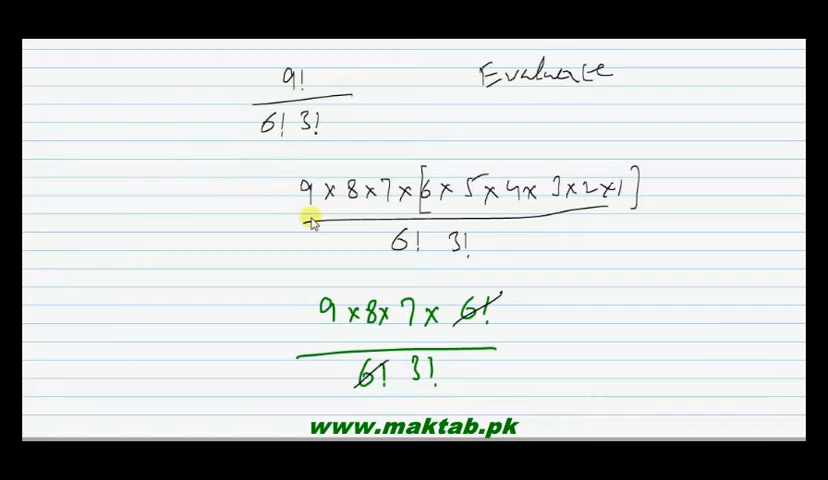 9! Evaluate
6! 3!
9 × 8 × 7 × [6 × 5 × 4 × 3 × 2 × 1]
6! 3!
9 × 8 × 7 × 6!
6! 3!
www.maktab.pk